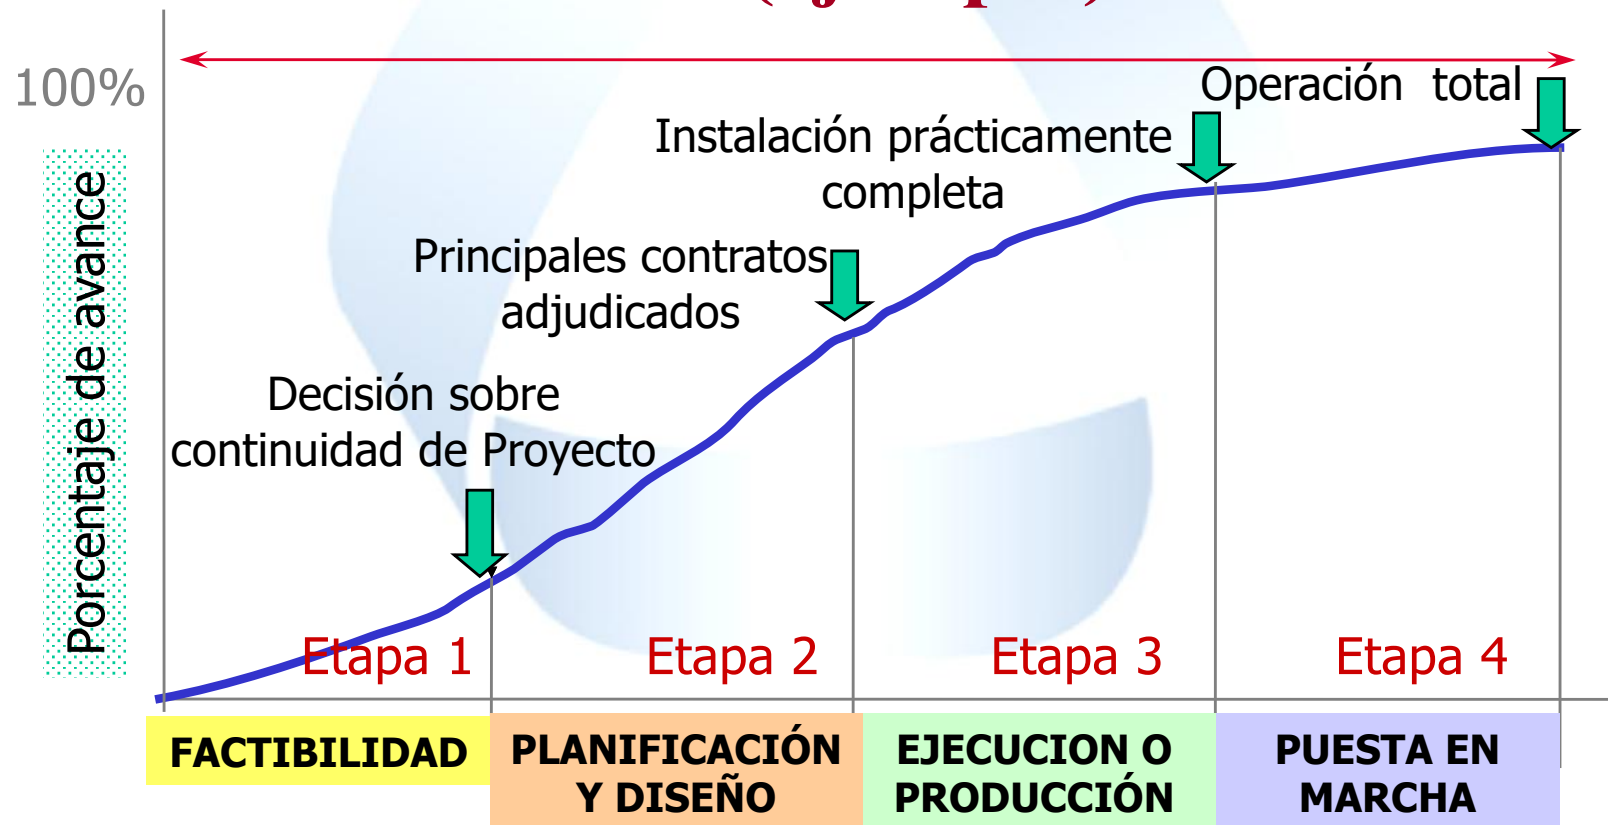 100%
Porcentaje de avance
Operación total
Instalación prácticamente
completa
Principales contratos
adjudicados
Decisión sobre
continuidad de Proyecto
Etapa 1
Etapa 2
Etapa 3
Etapa 4
FACTIBILIDAD
PLANIFICACIÓN
Y DISEÑO
EJECUCION O
PRODUCCIÓN
PUESTA EN
MARCHA